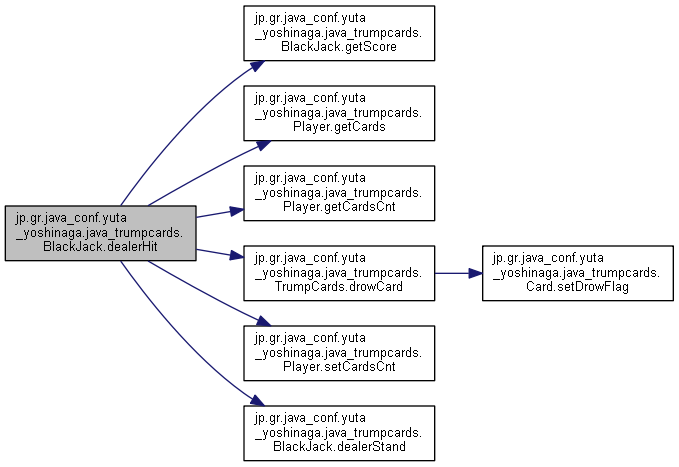 jp.gr.java_conf.yuta
_yoshinaga.java_trumpcards.
BlackJack.dealerHit
jp.gr.java_conf.yuta
_yoshinaga.java_trumpcards.
BlackJack.getScore
jp.gr.java_conf.yuta
_yoshinaga.java_trumpcards.
Player.getCards
jp.gr.java_conf.yuta
_yoshinaga.java_trumpcards.
Player.getCardsCnt
jp.gr.java_conf.yuta
_yoshinaga.java_trumpcards.
TrumpCards.drowCard
jp.gr.java_conf.yuta
_yoshinaga.java_trumpcards.
Card.setDrowFlag
jp.gr.java_conf.yuta
_yoshinaga.java_trumpcards.
Player.setCardsCnt
jp.gr.java_conf.yuta
_yoshinaga.java_trumpcards.
BlackJack.dealerStand